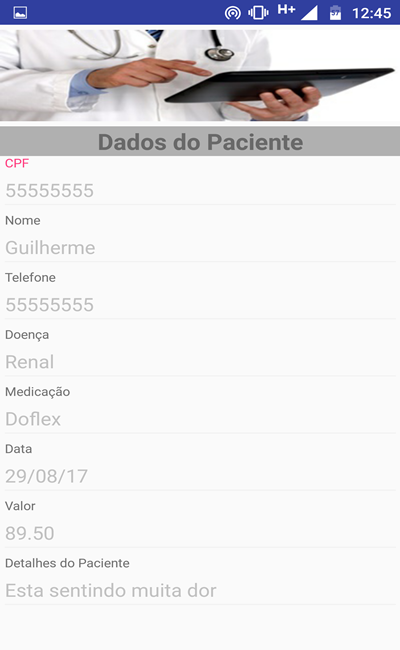 H+ 97 12:45
Dados do Paciente
CPF
55555555
Nome
Guilherme
Telefone
55555555
Doença
Renal
Medicação
Doflex
Data
29/08/17
Valor
89.50
Detalhes do Paciente
Esta sentindo muita dor